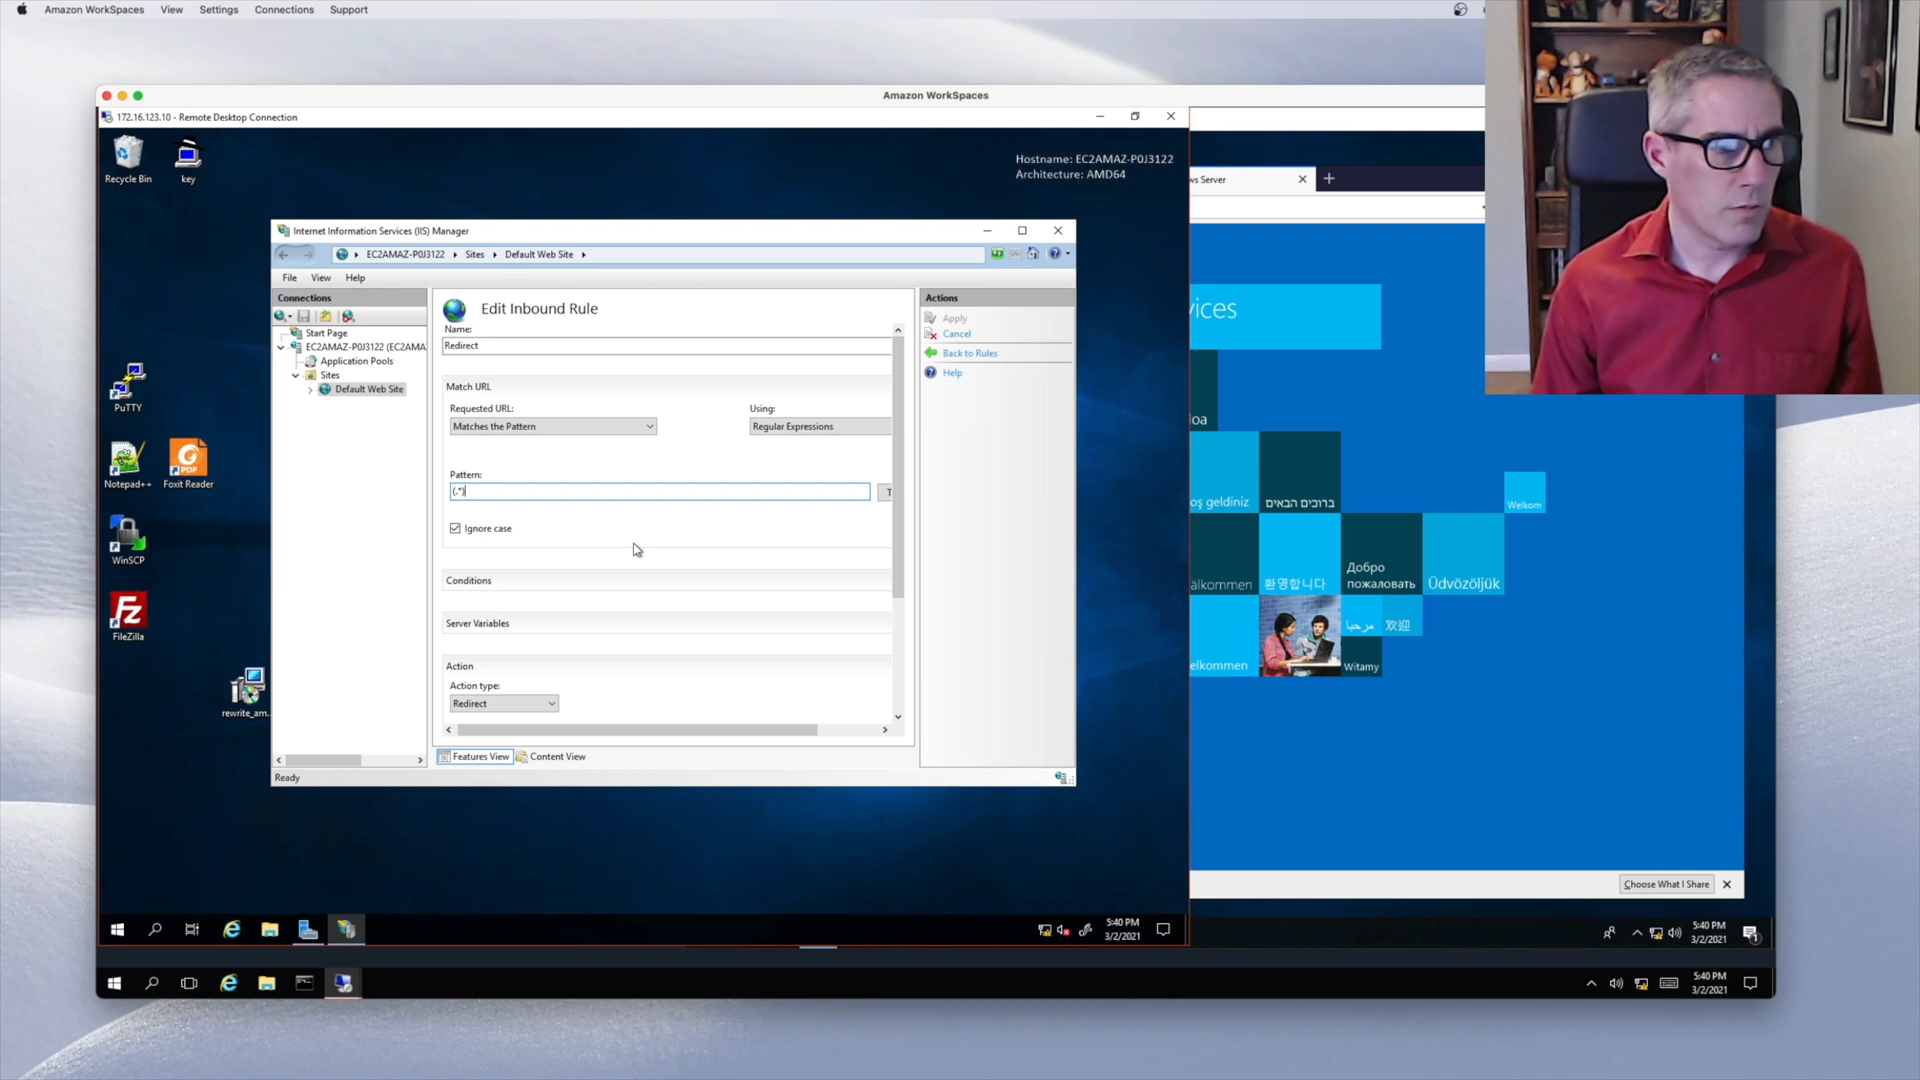 Amazon WorkSpaces View Settings Connections Support
Amazon WorkSpaces
172.16.123.10 - Remote Desktop Connection
Recycle Bin
key
Hostname: EC2AMAZ-P0J3122
Architecture: AMD64
ws Server
Internet Information Services (IIS) Manager
EC2AMAZ-P0J3122 Sites Default Web Site
File View Help
Connections
Start Page
EC2AMAZ-P0J3122 (EC2AMA
Application Pools
Sites
Default Web Site
Edit Inbound Rule
Name:
Redirect
Match URL
Requested URL:
Using:
Matches the Pattern
Regular Expressions
Pattern:
(.*)
T
Ignore case
Conditions
Server Variables
Action
Action type:
Redirect
Features View
Content View
Ready
Actions
Apply
Cancel
Back to Rules
Help
PuTTY
Notepad++
Foxit Reader
WinSCP
FileZilla
rewrite_am...
vices
loa
oş geldiniz
ברוכים הבאים
Welkom
älkommen
환영합니다
Добро
пожаловать
Üdvözöljük
مرحبا
欢迎
elkommen
Witamy
Choose What I Share
5:40 PM
3/2/2021
5:40 PM
3/2/2021
1
5:40 PM
3/2/2021